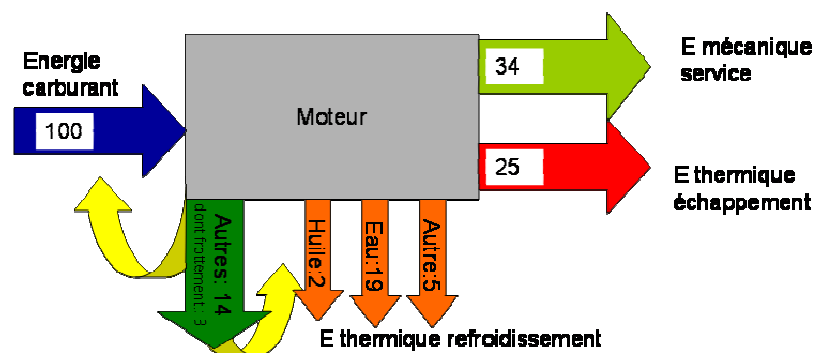 Energie
carburant
100
Moteur
34
E mécanique
service
25
E thermique
échappement
Autres: 14
dont frottement: 3
Huile:2
Eau:19
Autre:5
E thermique refroidissement